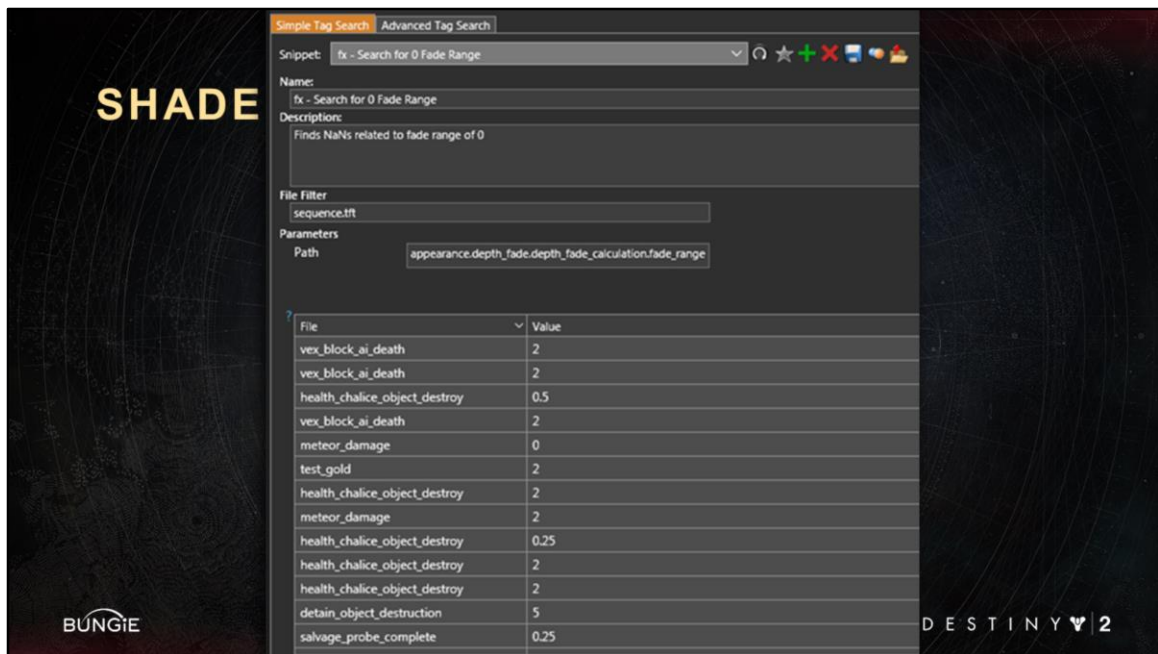 SHADE
Simple Tag Search Advanced Tag Search
Snippet: fx - Search for 0 Fade Range
Name:
fx - Search for 0 Fade Range
Description:
Finds NaNs related to fade range of 0
File Filter
sequence.tft
Parameters
Path appearance.depth_fade.depth_fade_calculation.fade_range
? File Value
vex_block_ai_death 2
vex_block_ai_death 2
health_chalice_object_destroy 0.5
vex_block_ai_death 2
meteor_damage 0
test_gold 2
health_chalice_object_destroy 2
meteor_damage 2
health_chalice_object_destroy 0.25
health_chalice_object_destroy 2
health_chalice_object_destroy 2
detain_object_destruction 5
salvage_probe_complete 0.25
BUNGiE
DESTINY 2